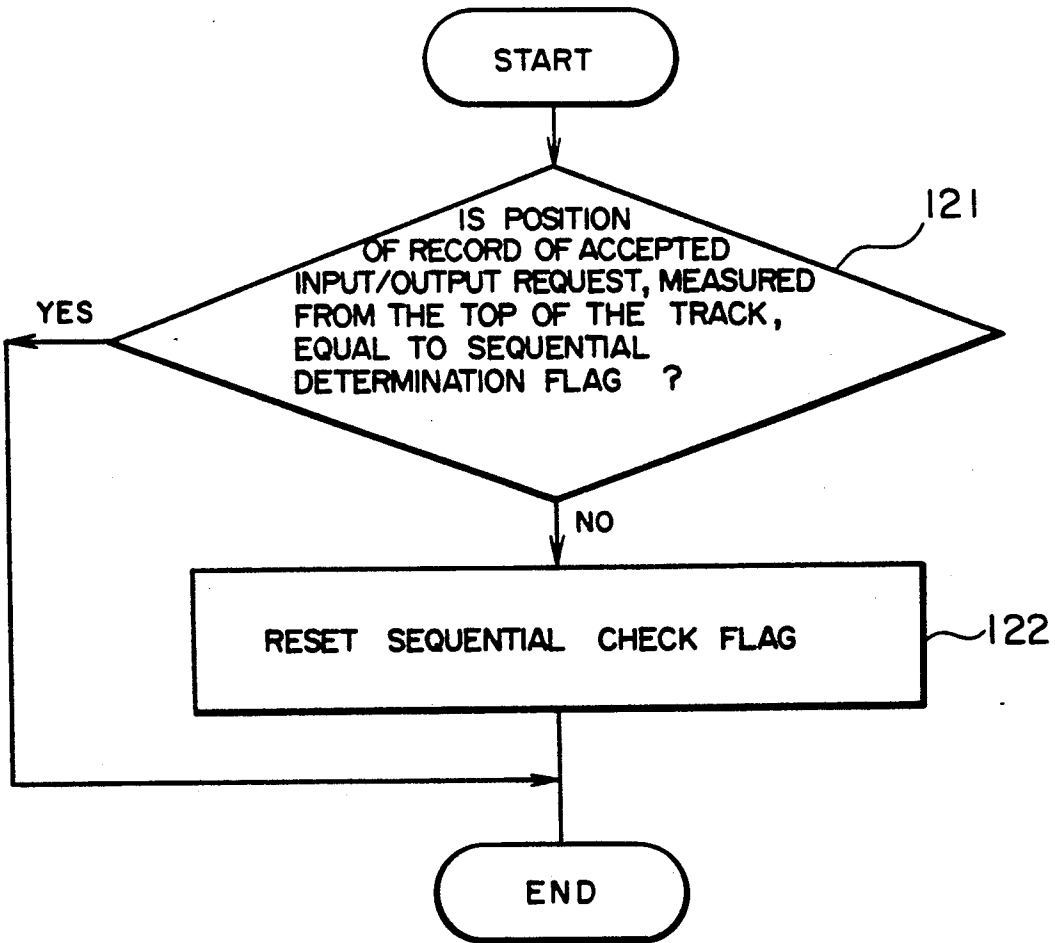 START
121
IS POSITION
OF RECORD OF ACCEPTED
INPUT/OUTPUT REQUEST, MEASURED
FROM THE TOP OF THE TRACK,
EQUAL TO SEQUENTIAL
DETERMINATION FLAG ?
YES
NO
RESET SEQUENTIAL CHECK FLAG
122
END